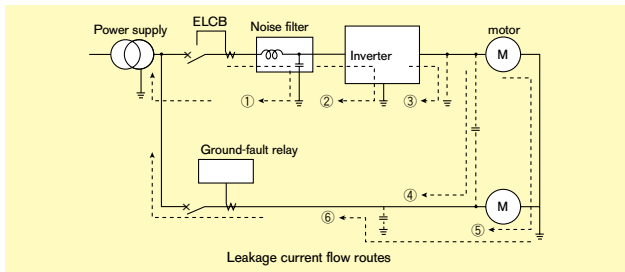 Power supply
ELCB
Noise filter
Inverter
motor
M
①
②
③
Ground-fault relay
④
M
⑤
⑥
Leakage current flow routes